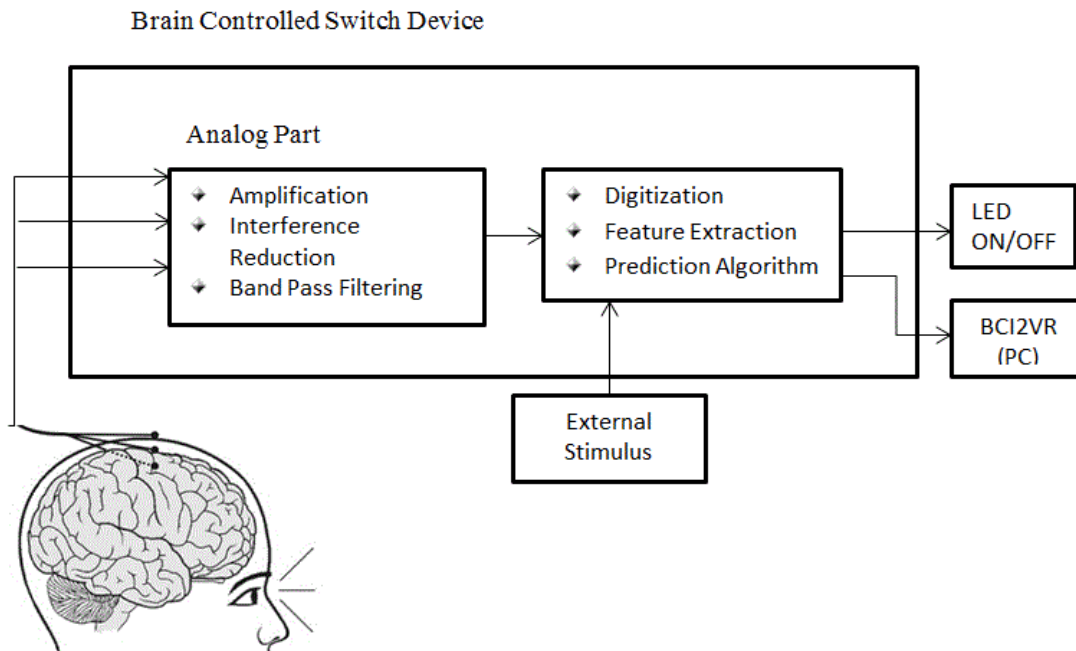 Brain Controlled Switch Device
Analog Part
Amplification
Interference
Reduction
Band Pass Filtering
Digitization
Feature Extraction
Prediction Algorithm
LED
ON/OFF
BCI2VR
(PC)
External
Stimulus